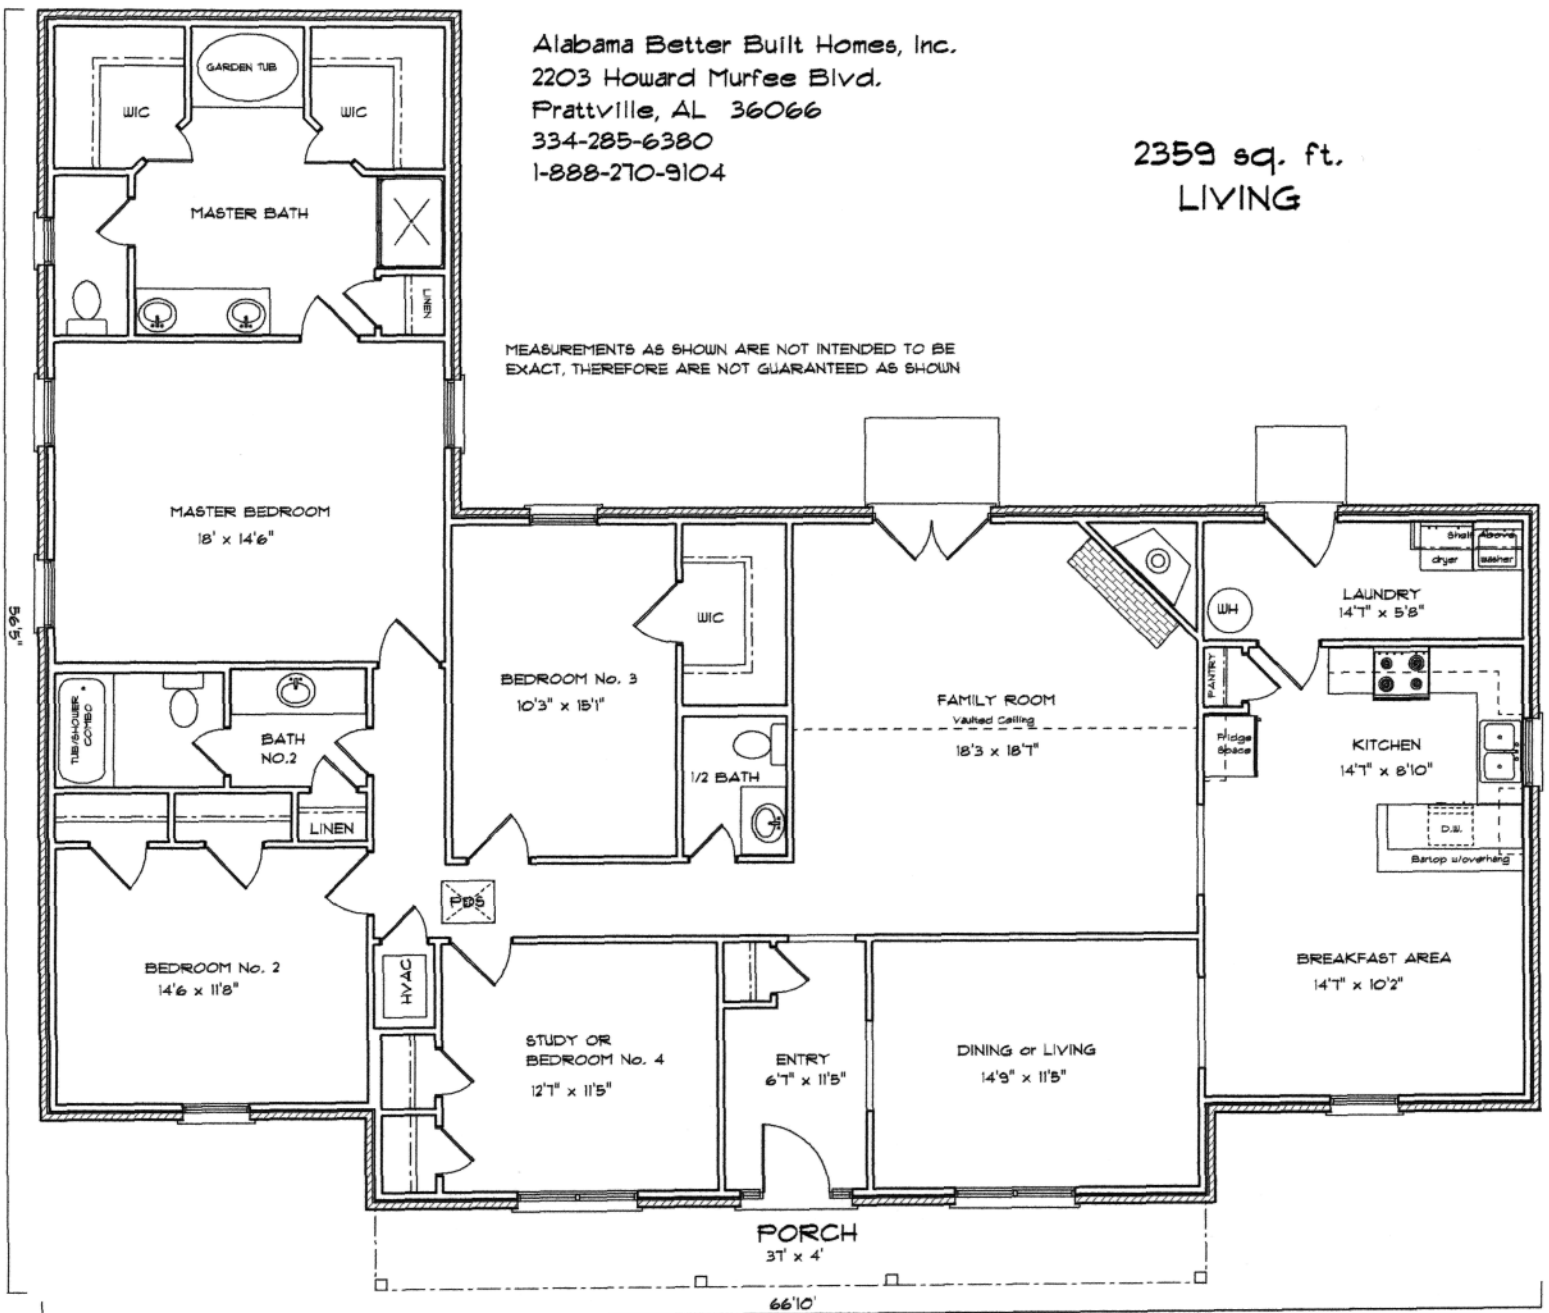 Alabama Better Built Homes, Inc.
2203 Howard Murfee Blvd.
Prattville, AL 36066
334-285-6380
1-888-270-9104
2359 sq. ft.
LIVING
GARDEN TUB
WIC
WIC
MASTER BATH
LINEN
MEASUREMENTS AS SHOWN ARE NOT INTENDED TO BE
EXACT, THEREFORE ARE NOT GUARANTEED AS SHOWN
MASTER BEDROOM
18' x 14'6"
56'5"
Shelf Above
dryer
washer
LAUNDRY
14'7" x 5'8"
WH
WIC
BEDROOM No. 3
10'3" x 15'1"
PANTRY
FAMILY ROOM
Vaulted Ceiling
18'3 x 18'7"
TUB/SHOWER
COMBO
BATH
NO.2
Fridge
Space
KITCHEN
14'7" x 8'10"
1/2 BATH
LINEN
D.W.
Bartop w/overhang
PDS
BEDROOM No. 2
14'6 x 11'8"
HVAC
BREAKFAST AREA
14'7" x 10'2"
STUDY OR
BEDROOM No. 4
12'7" x 11'5"
ENTRY
6'7" x 11'5"
DINING or LIVING
14'9" x 11'5"
PORCH
37' x 4'
66'10'